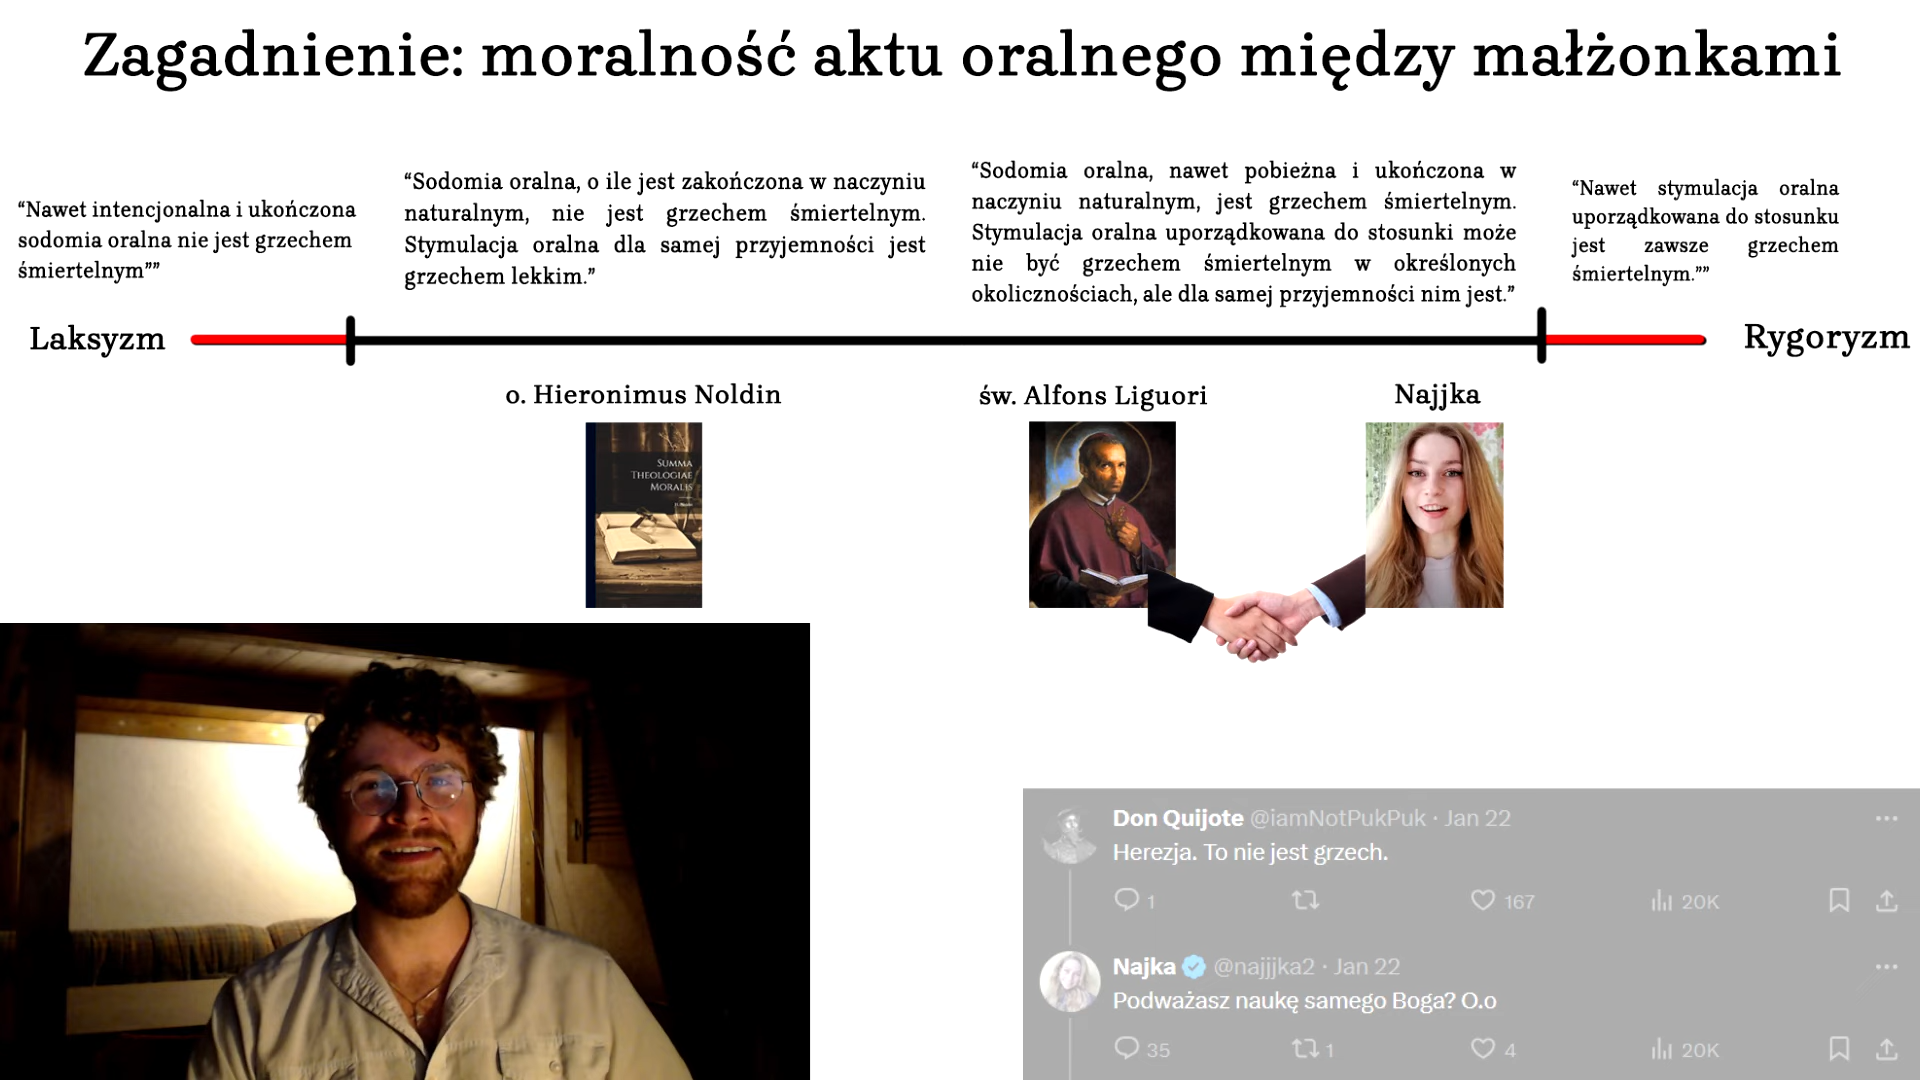 Zagadnienie: moralność aktu oralnego między małżonkami
“Nawet intencjonalna i ukończona
sodomia oralna nie jest grzechem
śmiertelnym””
“Sodomia oralna, o ile jest zakończona w naczyniu
naturalnym, nie jest grzechem śmiertelnym.
Stymulacja oralna dla samej przyjemności jest
grzechem lekkim.”
“Sodomia oralna, nawet pobieżna i ukończona w
naczyniu naturalnym, jest grzechem śmiertelnym.
Stymulacja oralna uporządkowana do stosunki może
nie być grzechem śmiertelnym w określonych
okolicznościach, ale dla samej przyjemności nim jest.”
“Nawet stymulacja oralna
uporządkowana do stosunku
jest zawsze grzechem
śmiertelnym.””
Laksyzm
Rygoryzm
o. Hieronimus Noldin
św. Alfons Liguori
Najjka
SUMMA
THEOLOGIAE
MORALIS
Don Quijote @iamNotPukPuk · Jan 22
Herezja. To nie jest grzech.
1 167 20K
Najka @najjjka2 · Jan 22
Podważasz naukę samego Boga? O.o
35 1 4 20K